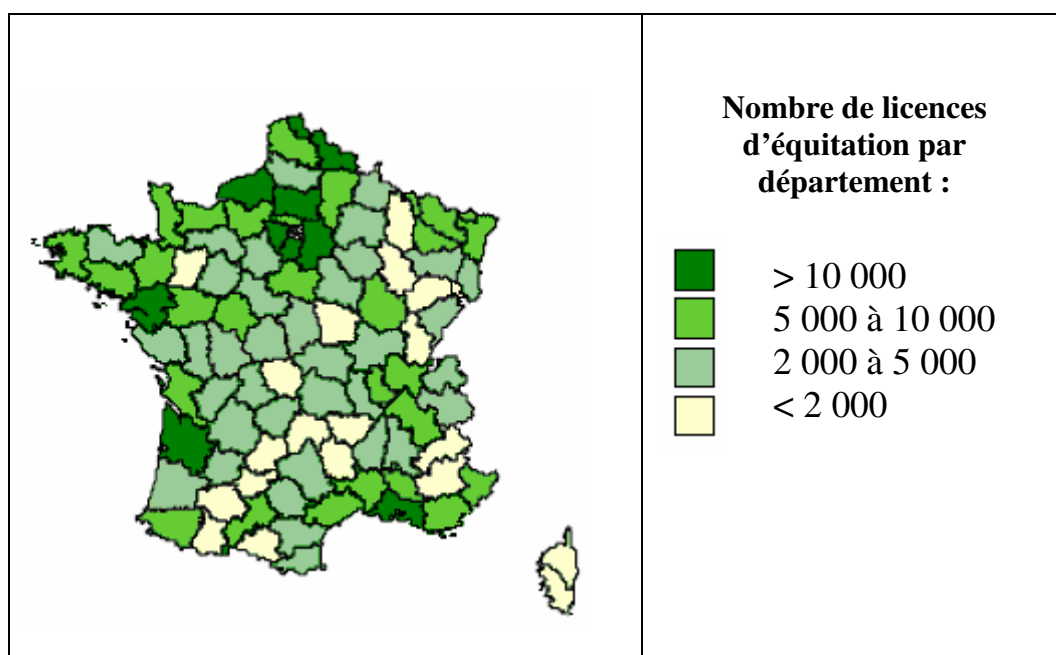 Nombre de licences
d'équitation par
département :
> 10 000
5 000 à 10 000
2 000 à 5 000
< 2 000